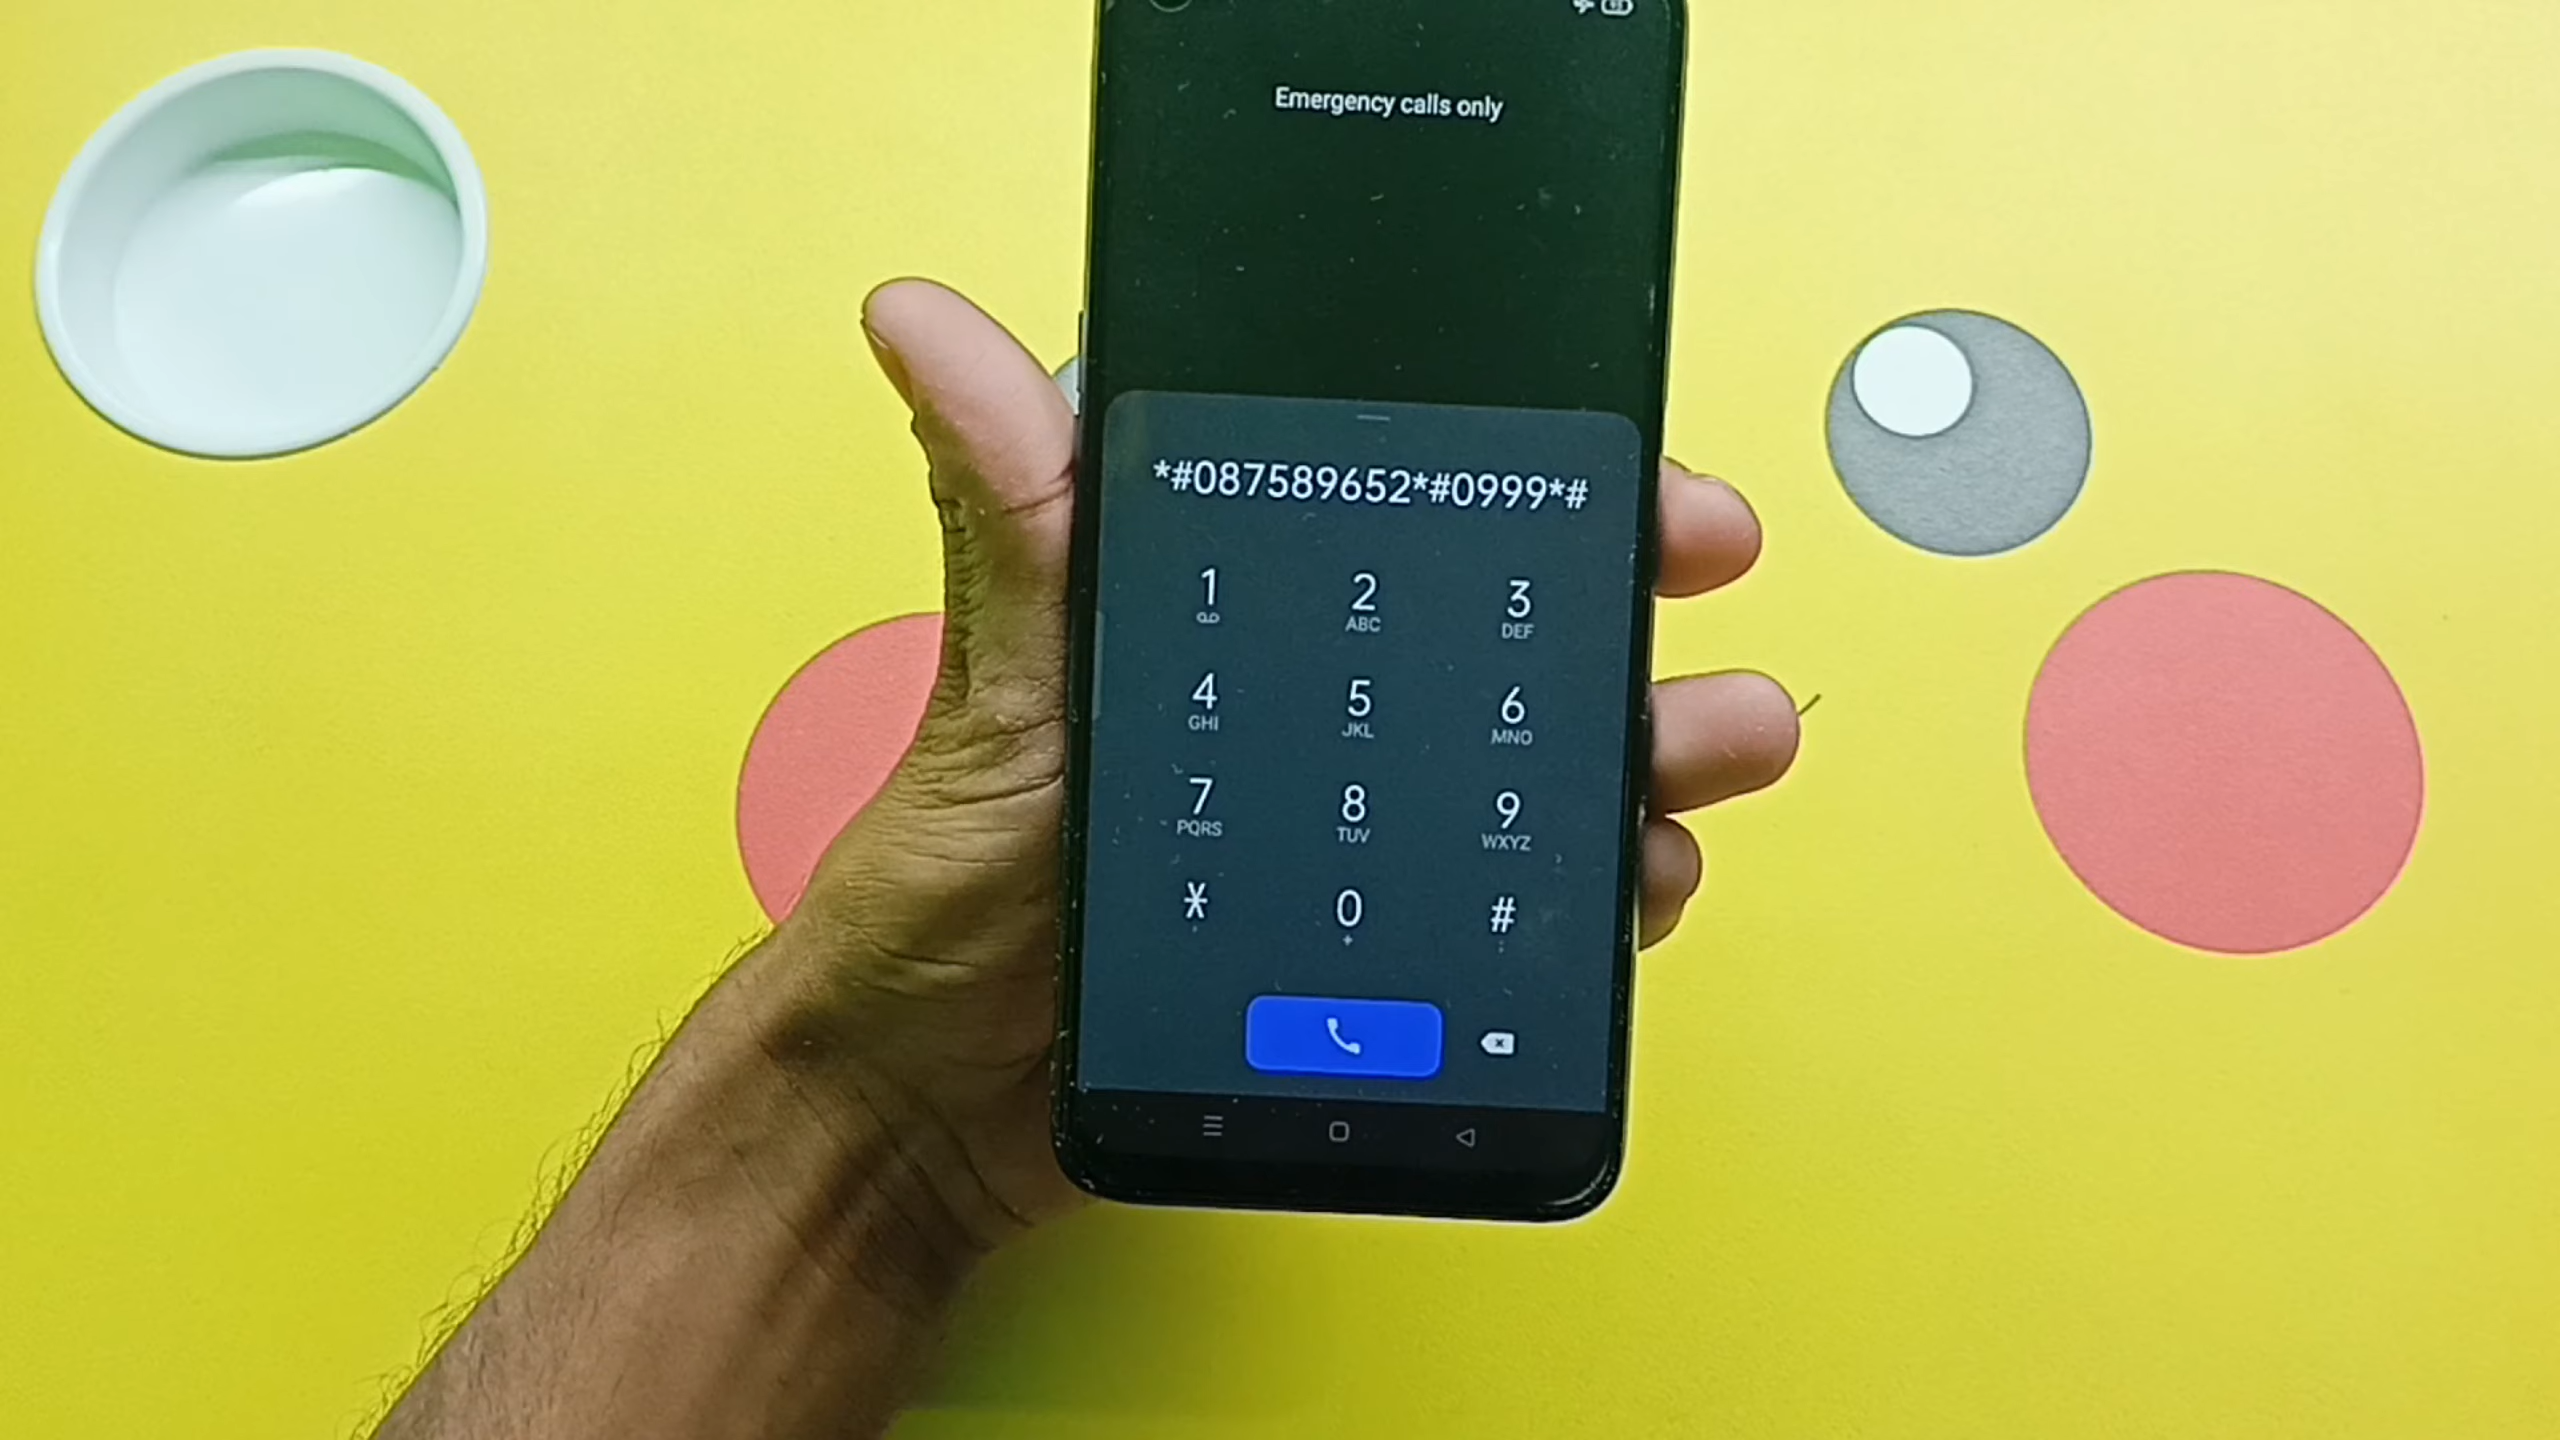 Emergency calls only
*#087589652*#0999*#
1 2 3
ABC DEF
4 5 6
GHI JKL MNO
7 8 9
PQRS TUV WXYZ
* 0 #
, + ;